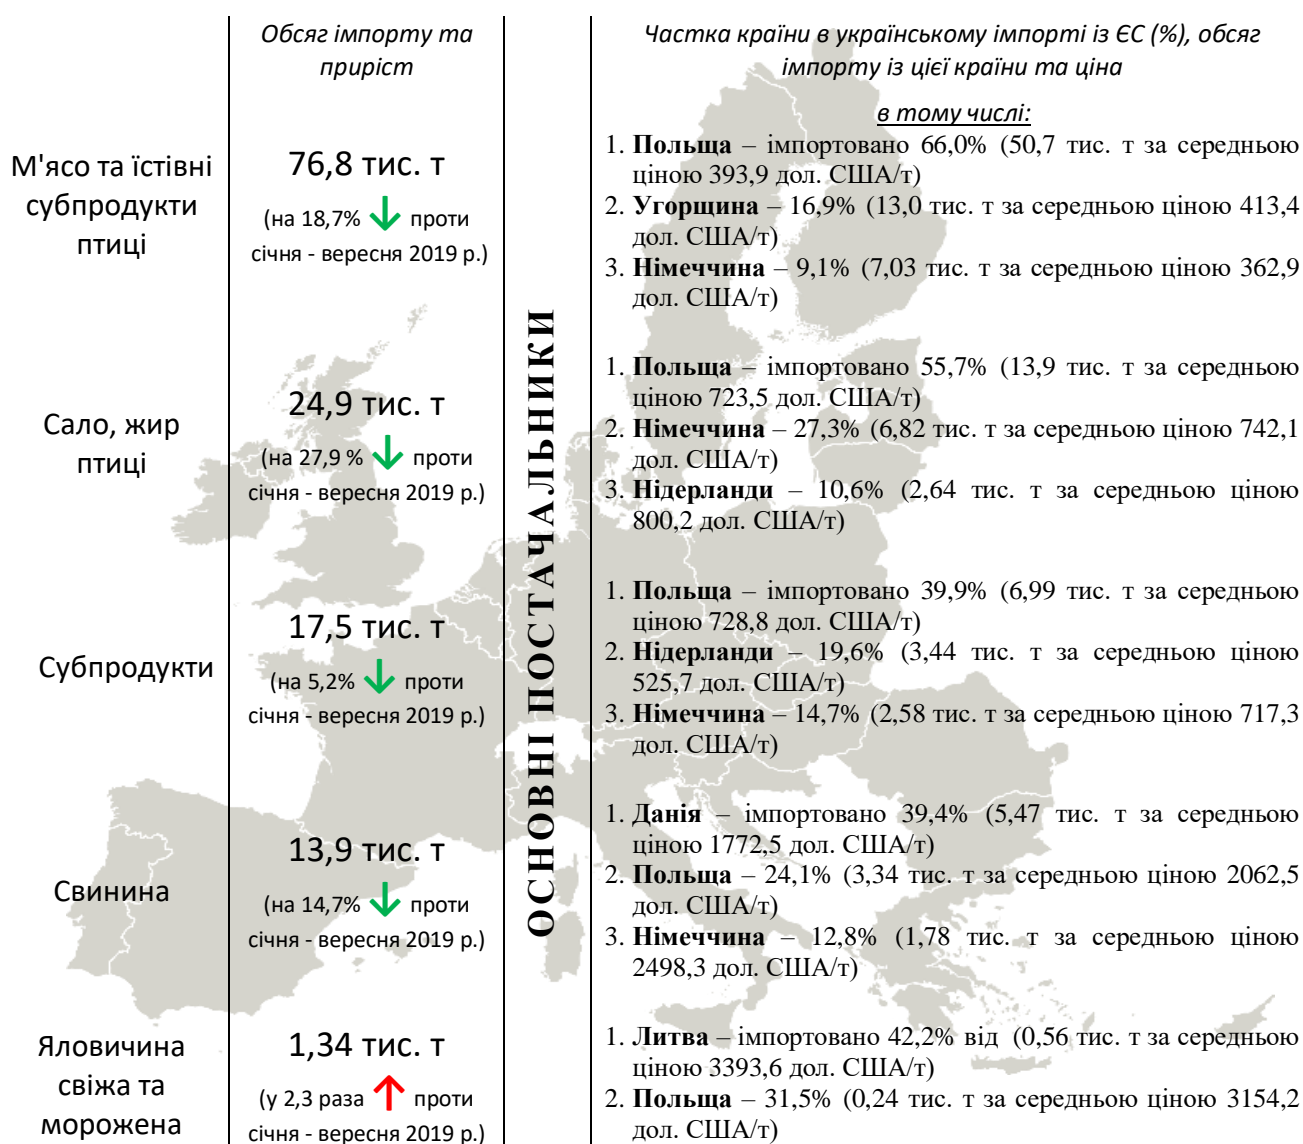 Обсяг імпорту та
приріст
Частка країни в українському імпорті із ЄС (%), обсяг
імпорту із цієї країни та ціна
в тому числі:
М'ясо та їстівні
субпродукти
птиці
76,8 тис. т
(на 18,7% ↓ проти
січня - вересня 2019 р.)
ОСНОВНІ ПОСТАЧАЛЬНИКИ
1. Польща – імпортовано 66,0% (50,7 тис. т за середньою
ціною 393,9 дол. США/т)
2. Угорщина – 16,9% (13,0 тис. т за середньою ціною 413,4
дол. США/т)
3. Німеччина – 9,1% (7,03 тис. т за середньою ціною 362,9
дол. США/т)
Сало, жир
птиці
24,9 тис. т
(на 27,9 % ↓ проти
січня - вересня 2019 р.)
1. Польща – імпортовано 55,7% (13,9 тис. т за середньою
ціною 723,5 дол. США/т)
2. Німеччина – 27,3% (6,82 тис. т за середньою ціною 742,1
дол. США/т)
3. Нідерланди – 10,6% (2,64 тис. т за середньою ціною
800,2 дол. США/т)
Субпродукти
17,5 тис. т
(на 5,2% ↓ проти
січня - вересня 2019 р.)
1. Польща – імпортовано 39,9% (6,99 тис. т за середньою
ціною 728,8 дол. США/т)
2. Нідерланди – 19,6% (3,44 тис. т за середньою ціною
525,7 дол. США/т)
3. Німеччина – 14,7% (2,58 тис. т за середньою ціною 717,3
дол. США/т)
Свинина
13,9 тис. т
(на 14,7% ↓ проти
січня - вересня 2019 р.)
1. Данія – імпортовано 39,4% (5,47 тис. т за середньою
ціною 1772,5 дол. США/т)
2. Польща – 24,1% (3,34 тис. т за середньою ціною 2062,5
дол. США/т)
3. Німеччина – 12,8% (1,78 тис. т за середньою ціною
2498,3 дол. США/т)
Яловичина
свіжа та
морожена
1,34 тис. т
(у 2,3 раза ↑ проти
січня - вересня 2019 р.)
1. Литва – імпортовано 42,2% від (0,56 тис. т за середньою
ціною 3393,6 дол. США/т)
2. Польща – 31,5% (0,24 тис. т за середньою ціною 3154,2
дол. США/т)